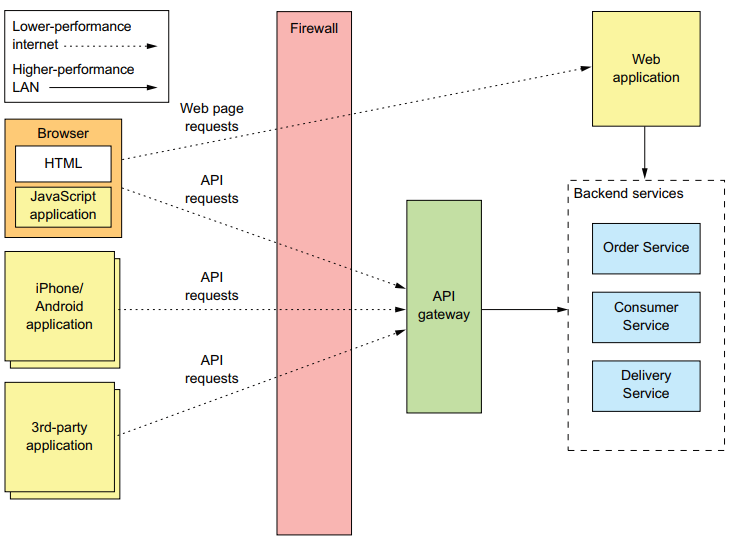 Lower-performance
internet
Higher-performance
LAN
Firewall
Web
application
Web page
requests
Browser
HTML
JavaScript
application
API
requests
Backend services
Order Service
Consumer
Service
Delivery
Service
API
gateway
iPhone/
Android
application
API
requests
3rd-party
application
API
requests